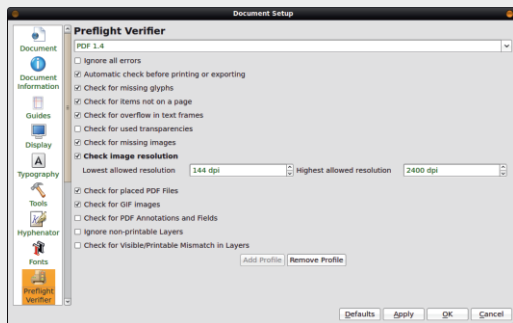 Document Setup
Document
Document
Information
Guides
Display
Typography
Tools
Hyphenator
Fonts
Preflight
Verifier
Preflight Verifier
PDF 1.4
Ignore all errors
Automatic check before printing or exporting
Check for missing glyphs
Check for items not on a page
Check for overflow in text frames
Check for used transparencies
Check for missing images
Check image resolution
Lowest allowed resolution 144 dpi Highest allowed resolution 2400 dpi
Check for placed PDF Files
Check for GIF images
Check for PDF Annotations and Fields
Ignore non-printable Layers
Check for Visible/Printable Mismatch in Layers
Add Profile Remove Profile
Defaults Apply OK Cancel